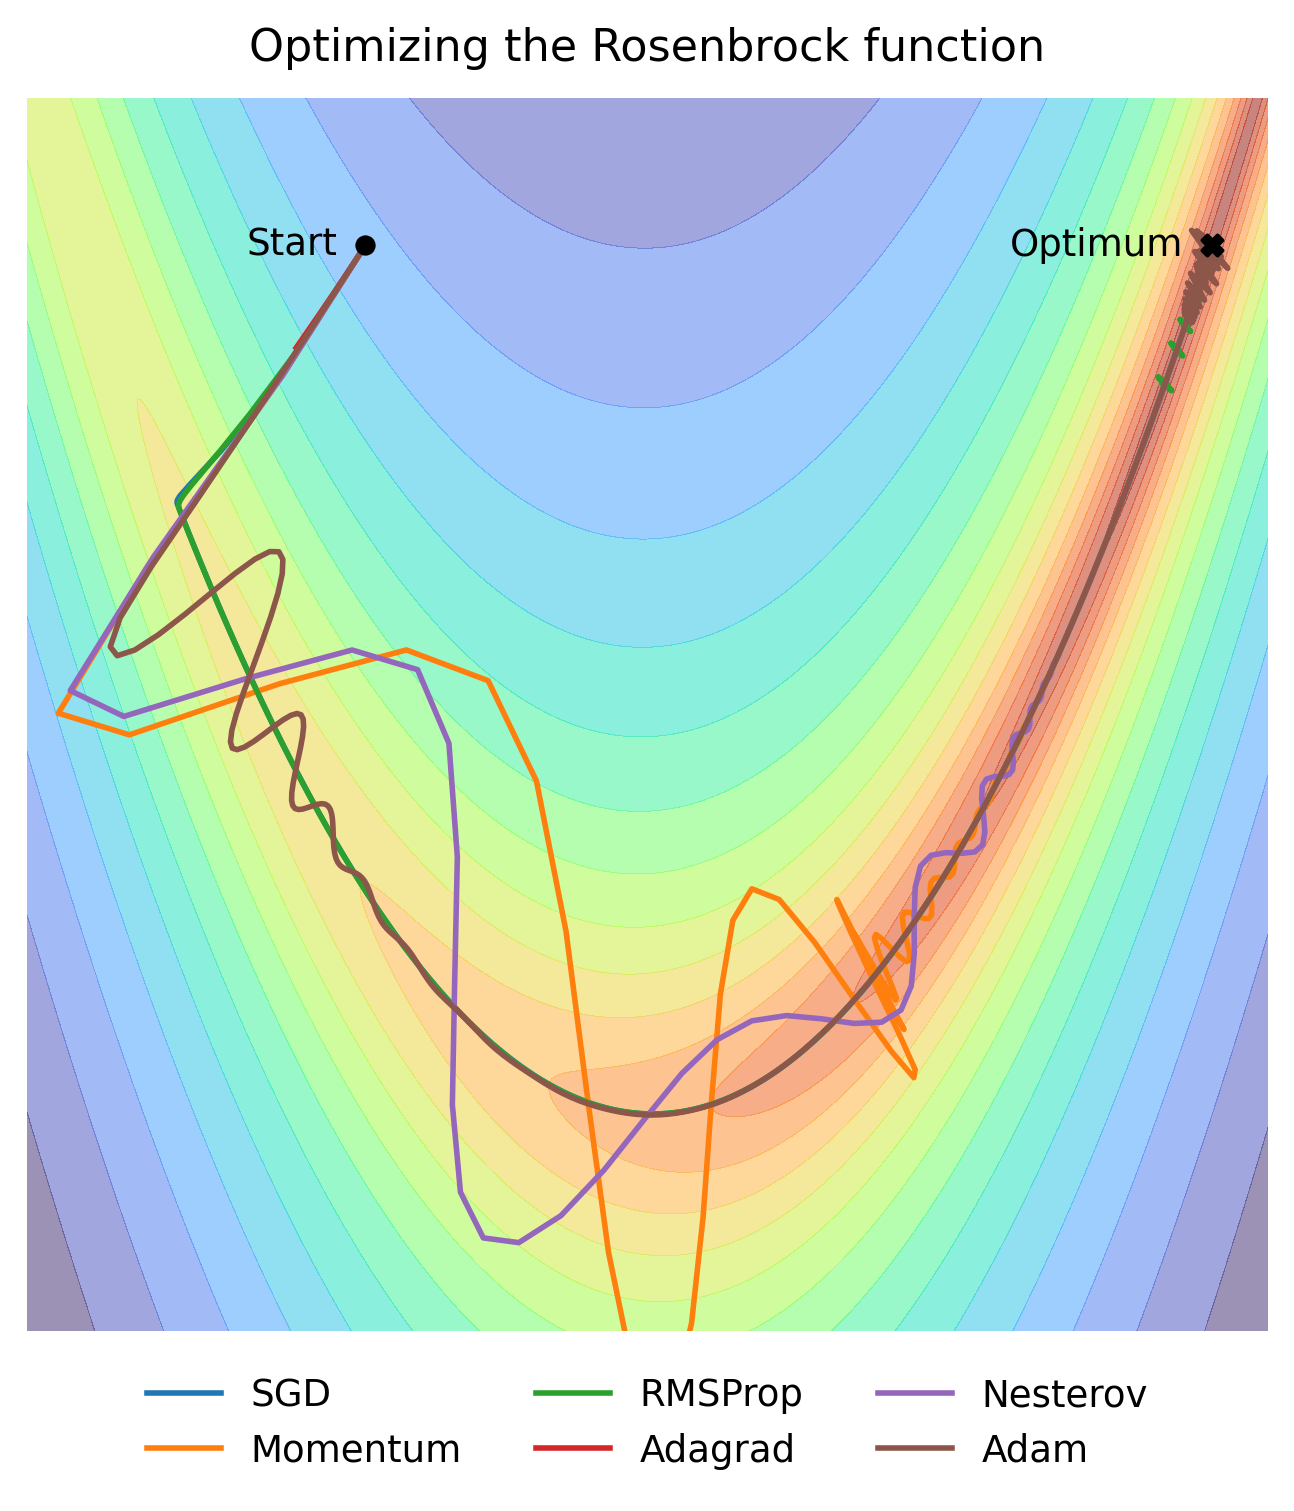 Optimizing the Rosenbrock function
Start
Optimum
SGD
RMSProp
Nesterov
Momentum
Adagrad
Adam